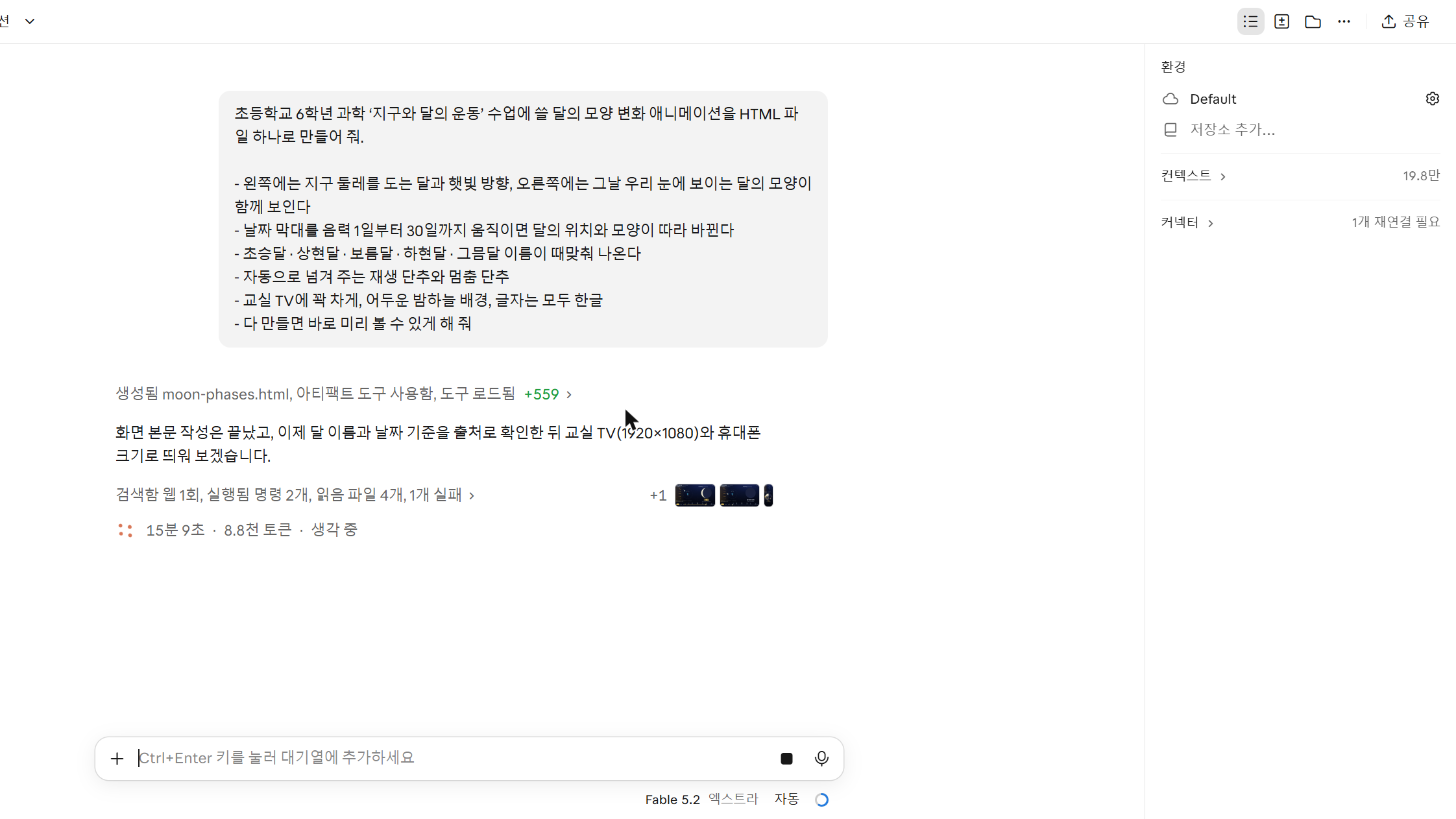 션
공유
환경
Default
저장소 추가...
컨텍스트
19.8만
커넥터
1개 재연결 필요
초등학교 6학년 과학 ‘지구와 달의 운동’ 수업에 쓸 달의 모양 변화 애니메이션을 HTML 파
일 하나로 만들어 줘.
- 왼쪽에는 지구 둘레를 도는 달과 햇빛 방향, 오른쪽에는 그날 우리 눈에 보이는 달의 모양이
함께 보인다
- 날짜 막대를 음력 1일부터 30일까지 움직이면 달의 위치와 모양이 따라 바뀐다
- 초승달 · 상현달 · 보름달 · 하현달 · 그믐달 이름이 때맞춰 나온다
- 자동으로 넘겨 주는 재생 단추와 멈춤 단추
- 교실 TV에 꽉 차게, 어두운 밤하늘 배경, 글자는 모두 한글
- 다 만들면 바로 미리 볼 수 있게 해 줘
생성됨 moon-phases.html, 아티팩트 도구 사용함, 도구 로드됨 +559
화면 본문 작성은 끝났고, 이제 달 이름과 날짜 기준을 출처로 확인한 뒤 교실 TV(1920×1080)와 휴대폰
크기로 띄워 보겠습니다.
검색함 웹 1회, 실행됨 명령 2개, 읽음 파일 4개, 1개 실패
+1
15분 9초 · 8.8천 토큰 · 생각 중
Ctrl+Enter 키를 눌러 대기열에 추가하세요
Fable 5.2 엑스트라 자동